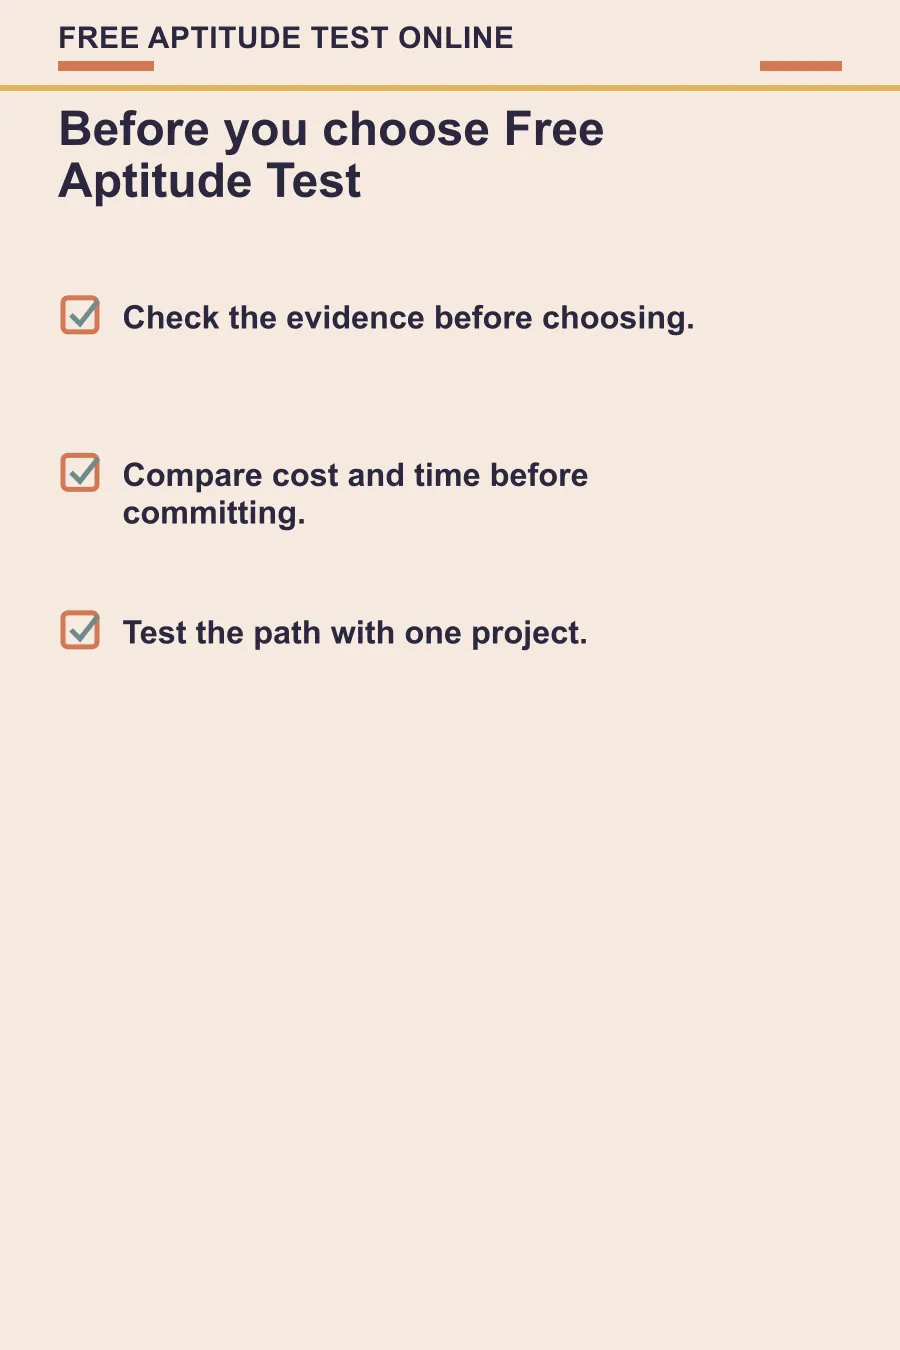 FREE APTITUDE TEST ONLINE
Before you choose Free
Aptitude Test
Check the evidence before choosing.
Compare cost and time before
committing.
Test the path with one project.